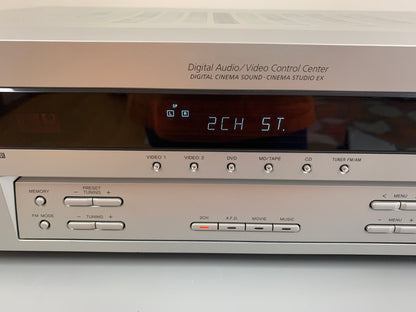 Digital Audio/Video Control Center
DIGITAL CINEMA SOUND · CINEMA STUDIO EX
SP
L R
2CH ST.
VIDEO 1 VIDEO 2 DVD MD/TAPE CD TUNER FM/AM
MEMORY
PRESET
− TUNING +
< MENU
FM MODE
− TUNING +
2CH A.F.D. MOVIE MUSIC
− MENU +